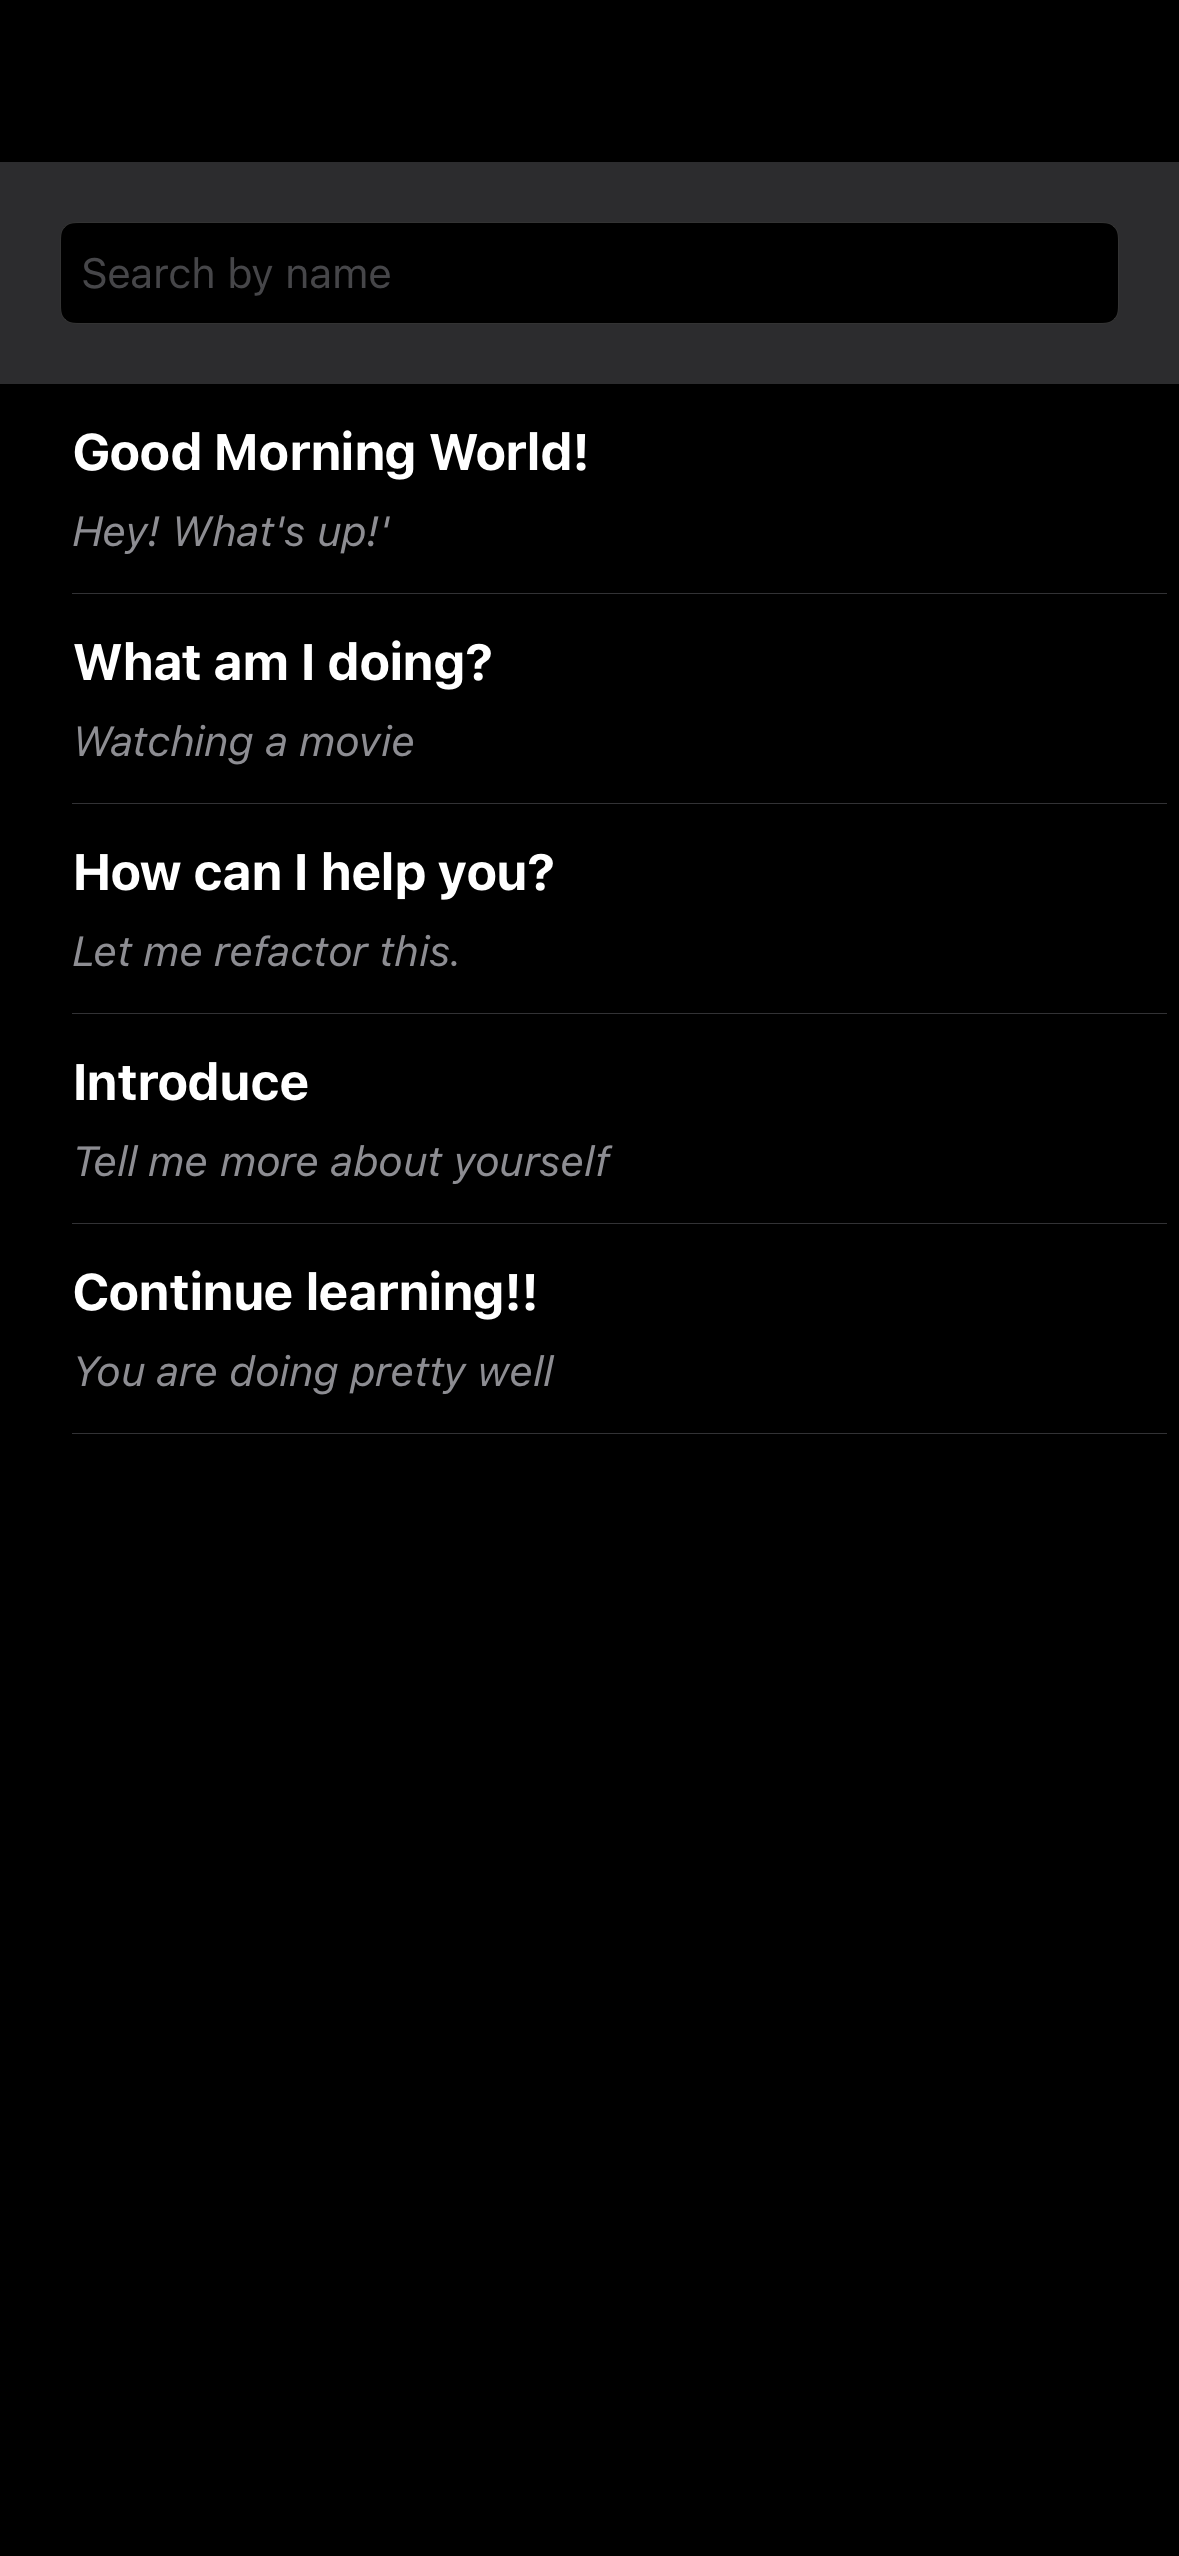 Search by name
Good Morning World!
Hey! What's up!'
What am I doing?
Watching a movie
How can I help you?
Let me refactor this.
Introduce
Tell me more about yourself
Continue learning!!
You are doing pretty well